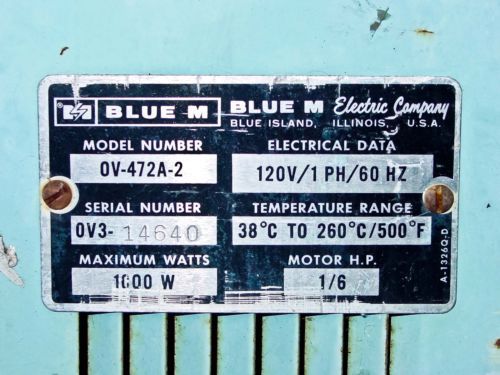 BLUE M BLUE M Electric Company
BLUE ISLAND, ILLINOIS, U.S.A.
MODEL NUMBER ELECTRICAL DATA
OV-472A-2 120V/1 PH/60 HZ
SERIAL NUMBER TEMPERATURE RANGE
OV3-14640 38°C TO 260°C/500°F
MAXIMUM WATTS MOTOR H.P.
1600 W 1/6
A-1326Q-D